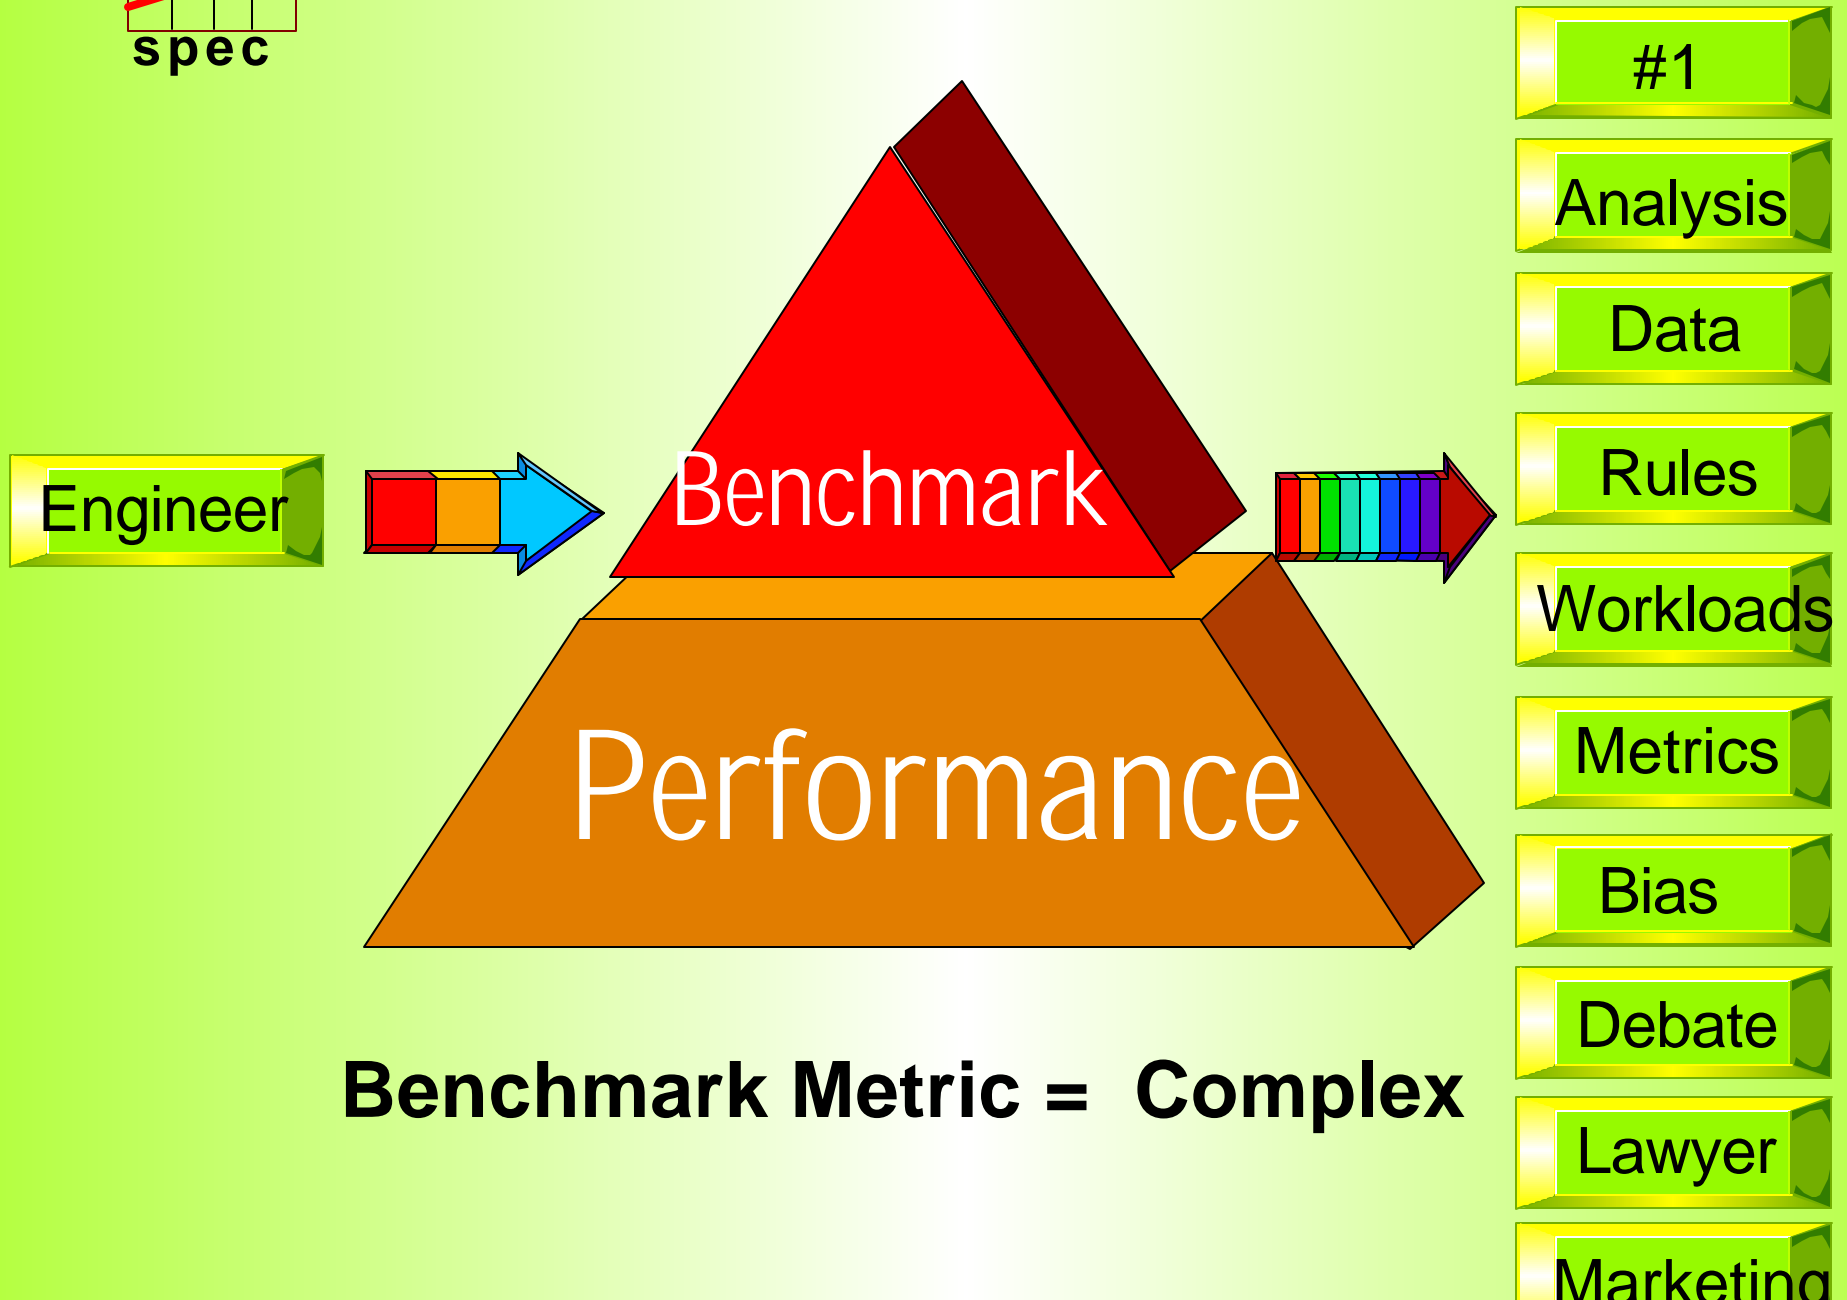 spec
Engineer
Benchmark
Performance
Benchmark Metric = Complex
#1
Analysis
Data
Rules
Workloads
Metrics
Bias
Debate
Lawyer
Marketing